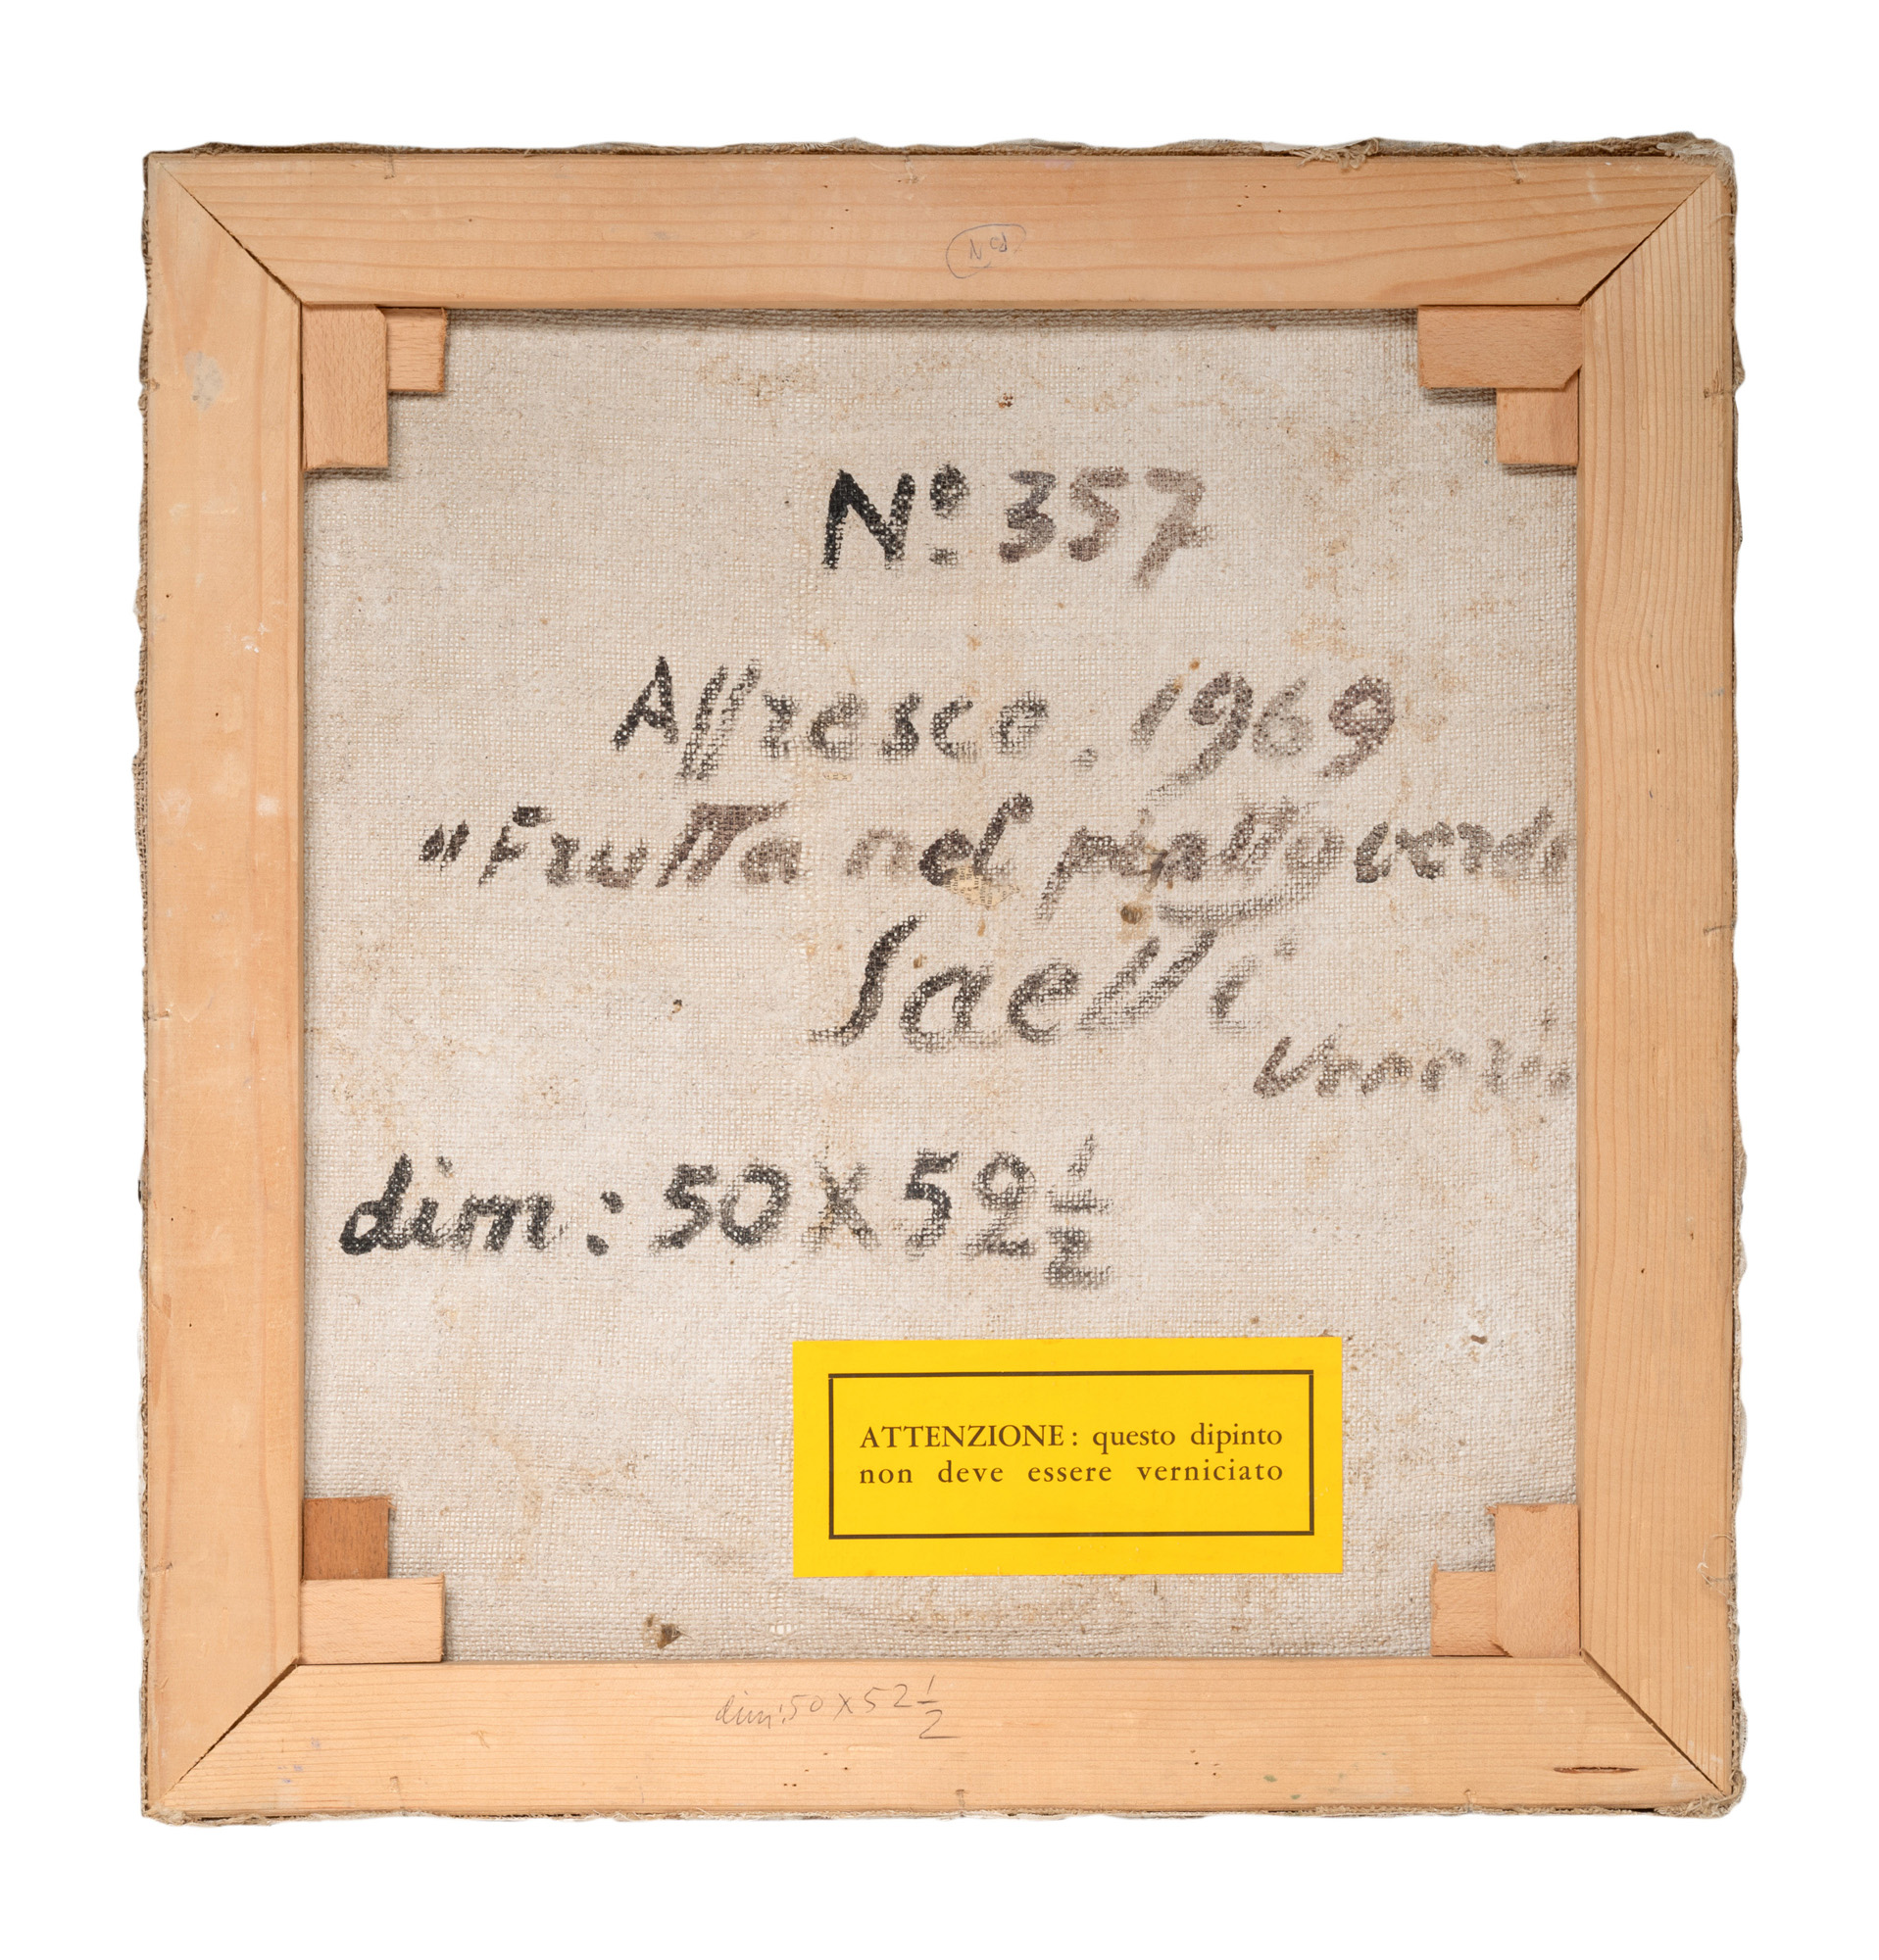 Nº 357
Affresco. 1969
"Frutta nel piatto verde
Saetti
dim: 50 x 52 1/2
ATTENZIONE: questo dipinto
non deve essere verniciato
dim: 50 x 52 1/2